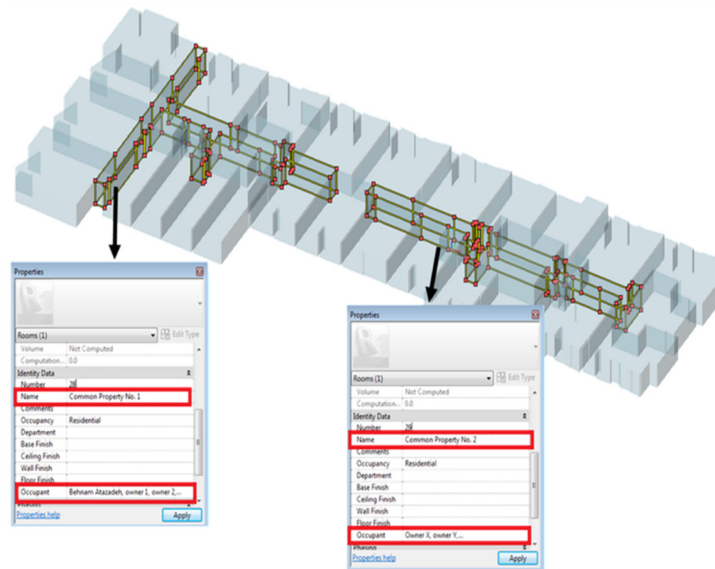 Properties
Rooms (1)
Edit Type
Volume Not Computed
Computation... 0.0
Identity Data
Number 28
Name Common Property No. 1
Comments
Occupancy Residential
Department
Base Finish
Ceiling Finish
Wall Finish
Floor Finish
Occupant Behnam Atazadeh, owner 1, owner 2,...
Properties help
Apply
Properties
Rooms (1)
Edit Type
Volume Not Computed
Computation... 0.0
Identity Data
Number 29
Name Common Property No. 2
Comments
Occupancy Residential
Department
Base Finish
Ceiling Finish
Wall Finish
Floor Finish
Occupant Owner X, owner Y,...
Phasing
Properties help
Apply